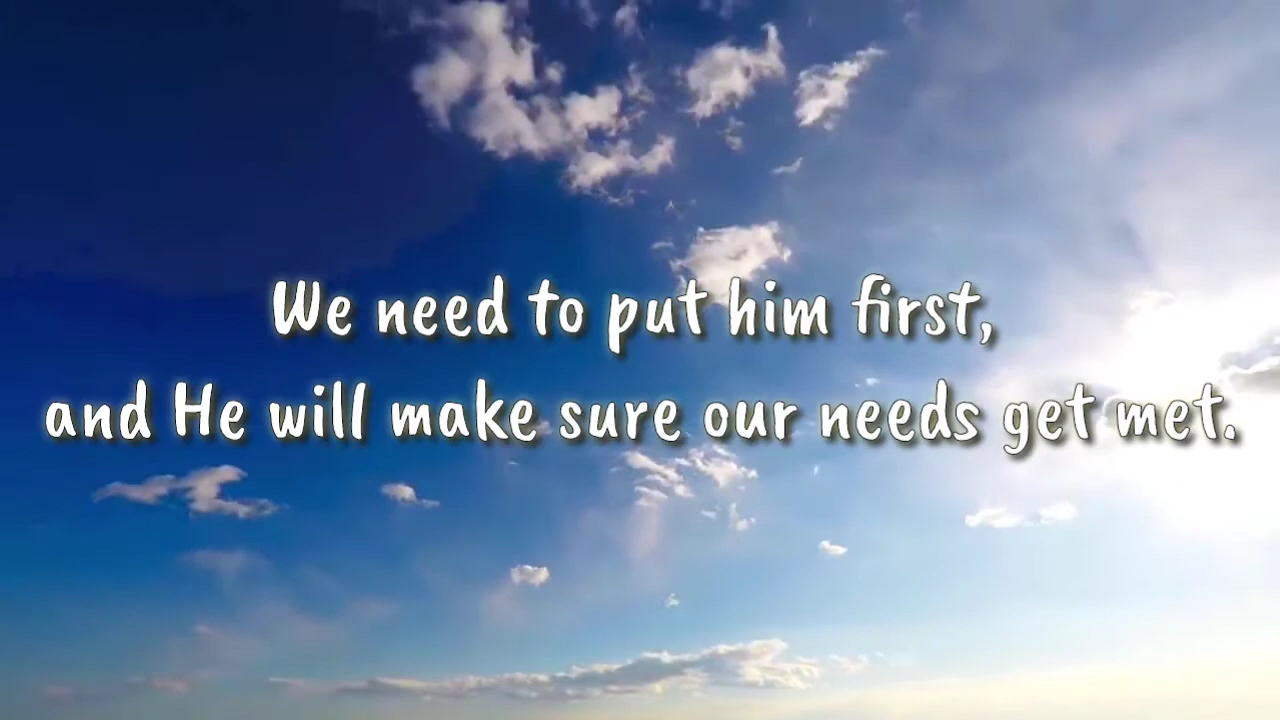 We need to put him first,
and He will make sure our needs get met.